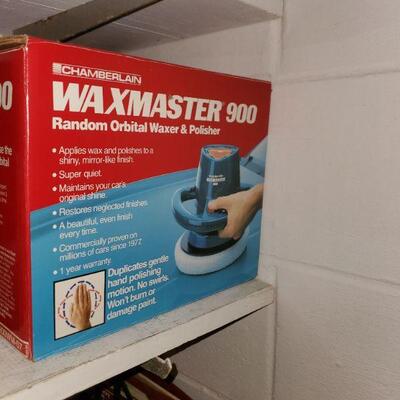 CHAMBERLAIN
WAXMASTER 900
Random Orbital Waxer & Polisher
• Applies wax and polishes to a
shiny, mirror-like finish.
• Super quiet.
• Maintains your car's
original shine.
• Restores neglected finishes.
• A beautiful, even finish
every time.
• Commercially proven on
millions of cars since 1977.
• 1 year warranty.
Duplicates gentle
hand polishing
motion. No swirls.
Won't burn or
damage paint.